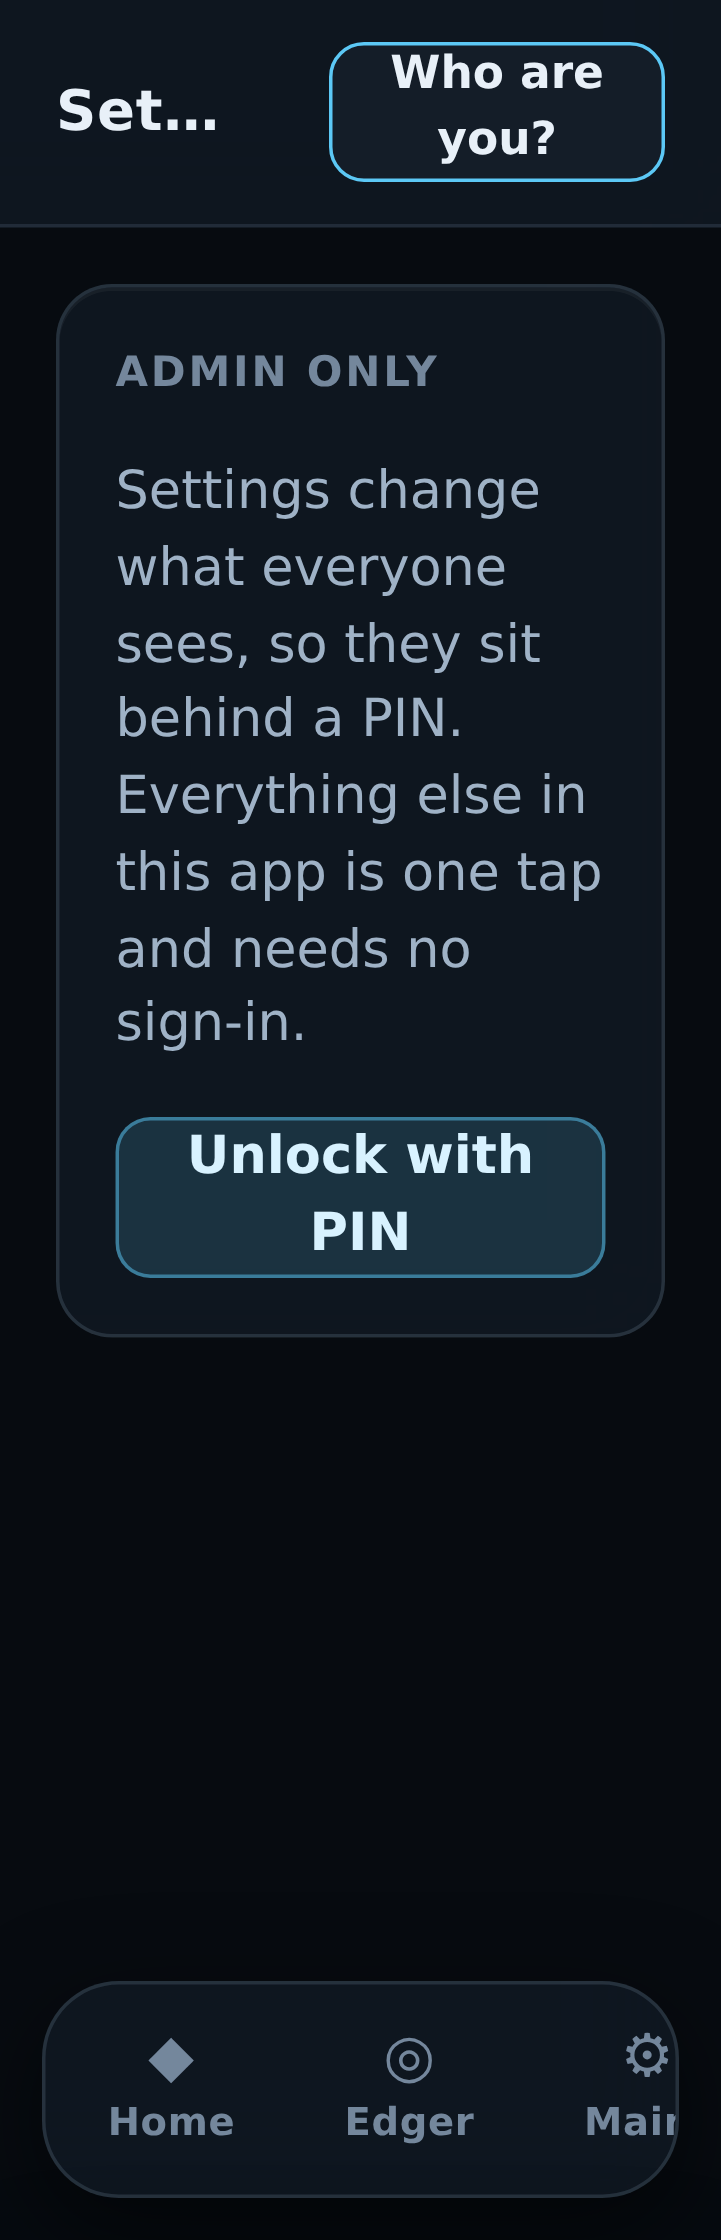 Set…
Who are
you?
ADMIN ONLY
Settings change
what everyone
sees, so they sit
behind a PIN.
Everything else in
this app is one tap
and needs no
sign-in.
Unlock with
PIN
Home
Edger